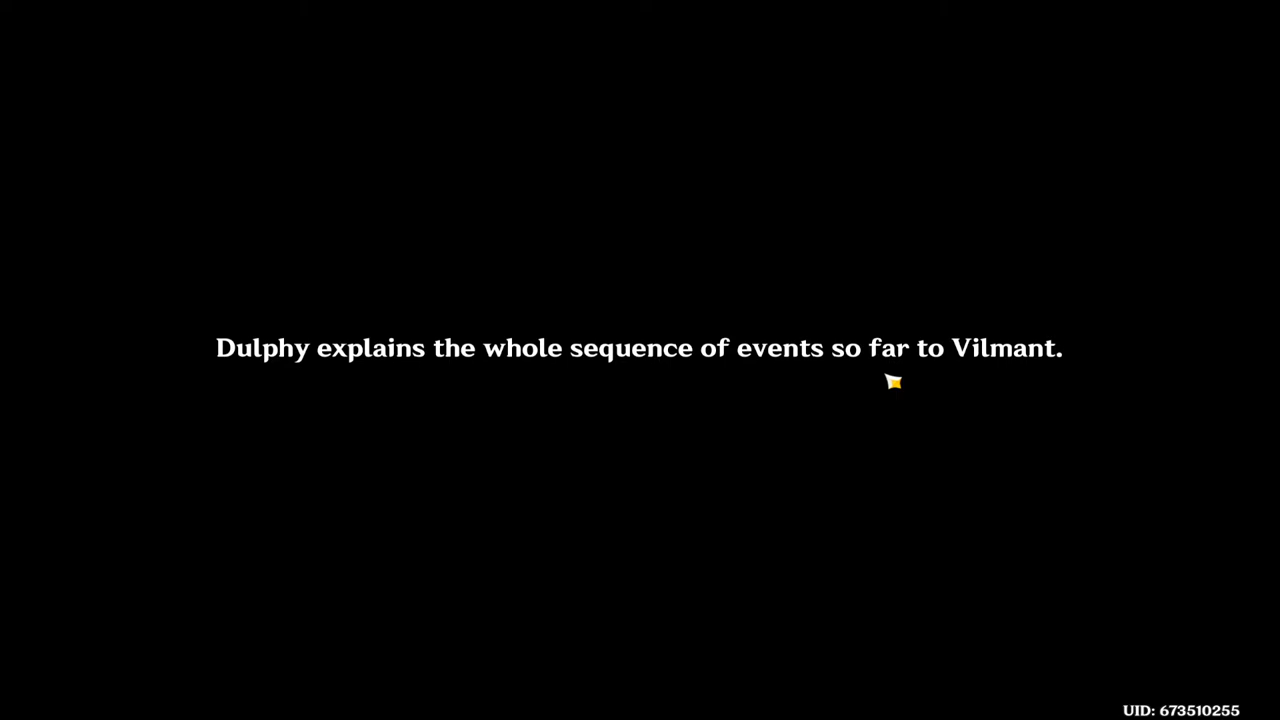 Dulphy explains the whole sequence of events so far to Vilmant.
UID: 673510255